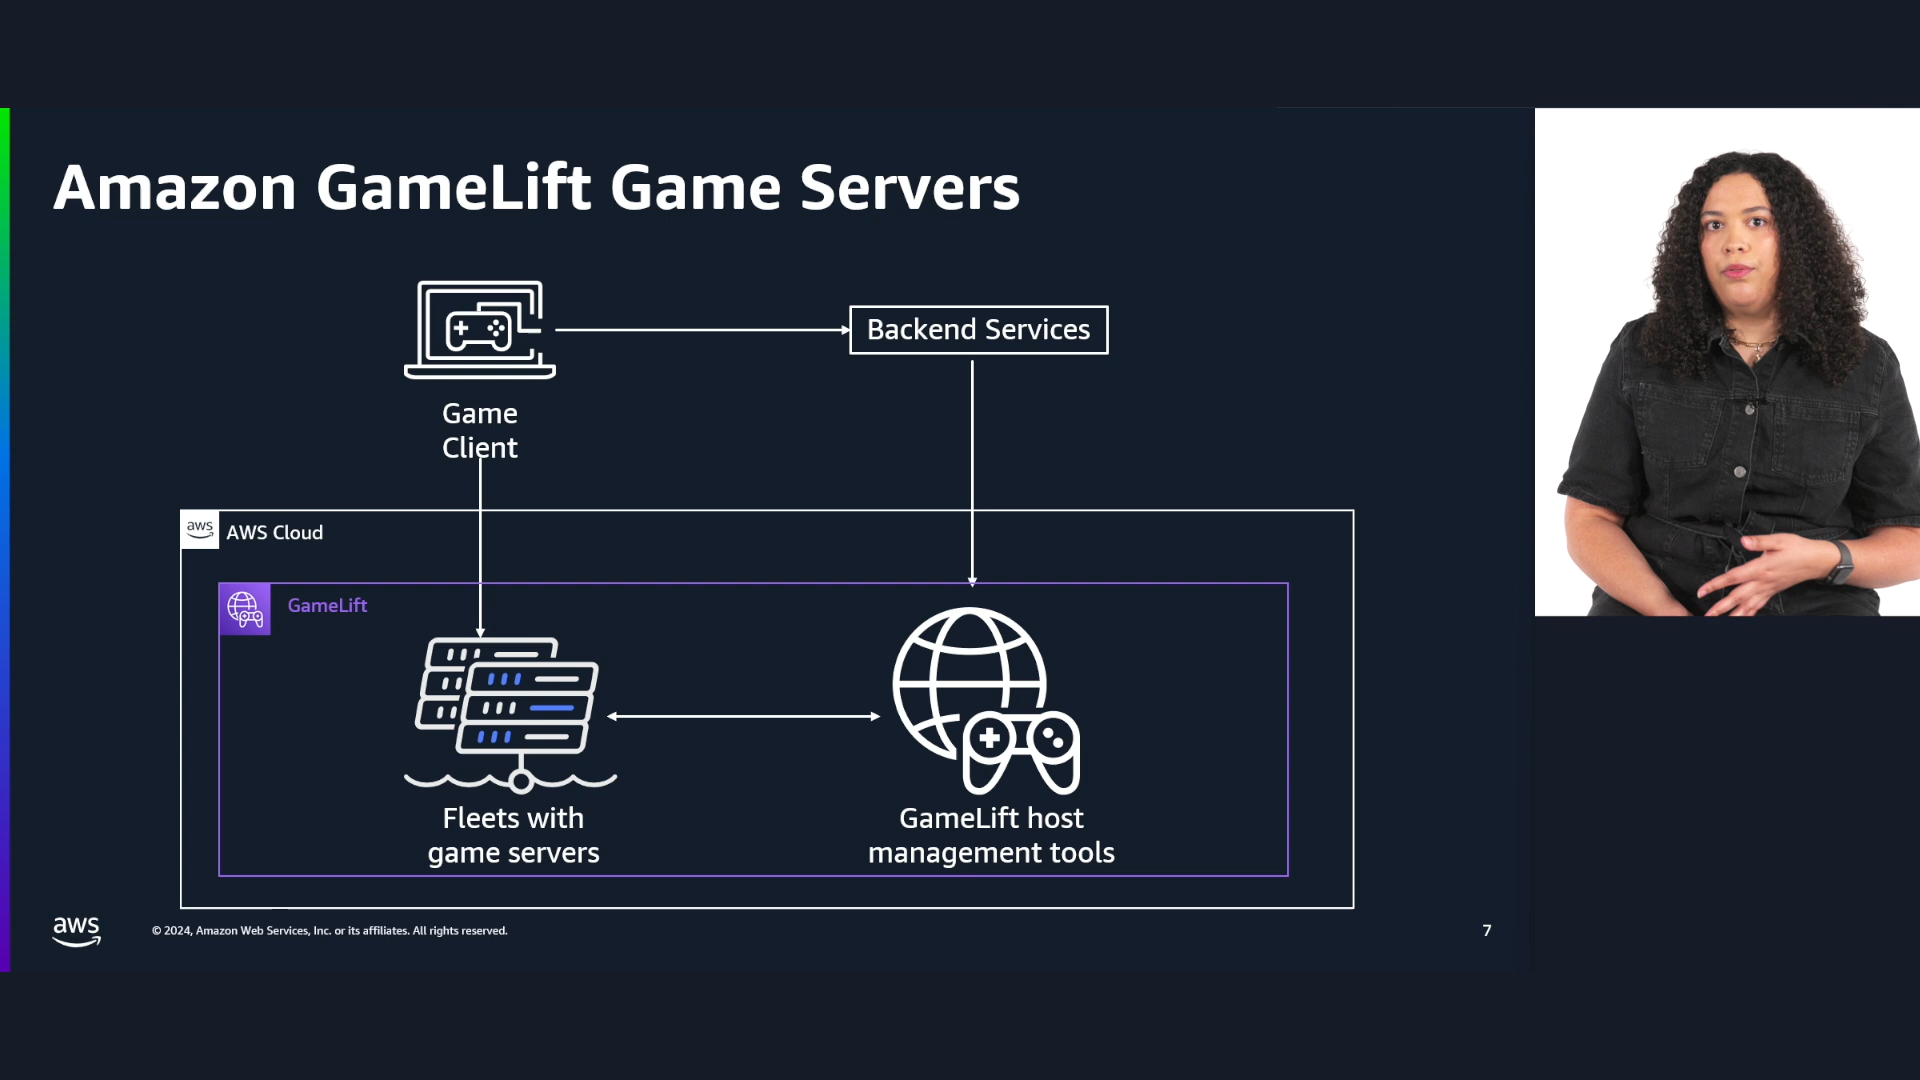 Amazon GameLift Game Servers
Backend Services
Game
Client
aws
AWS Cloud
GameLift
Fleets with
game servers
GameLift host
management tools
aws
© 2024, Amazon Web Services, Inc. or its affiliates. All rights reserved.
7